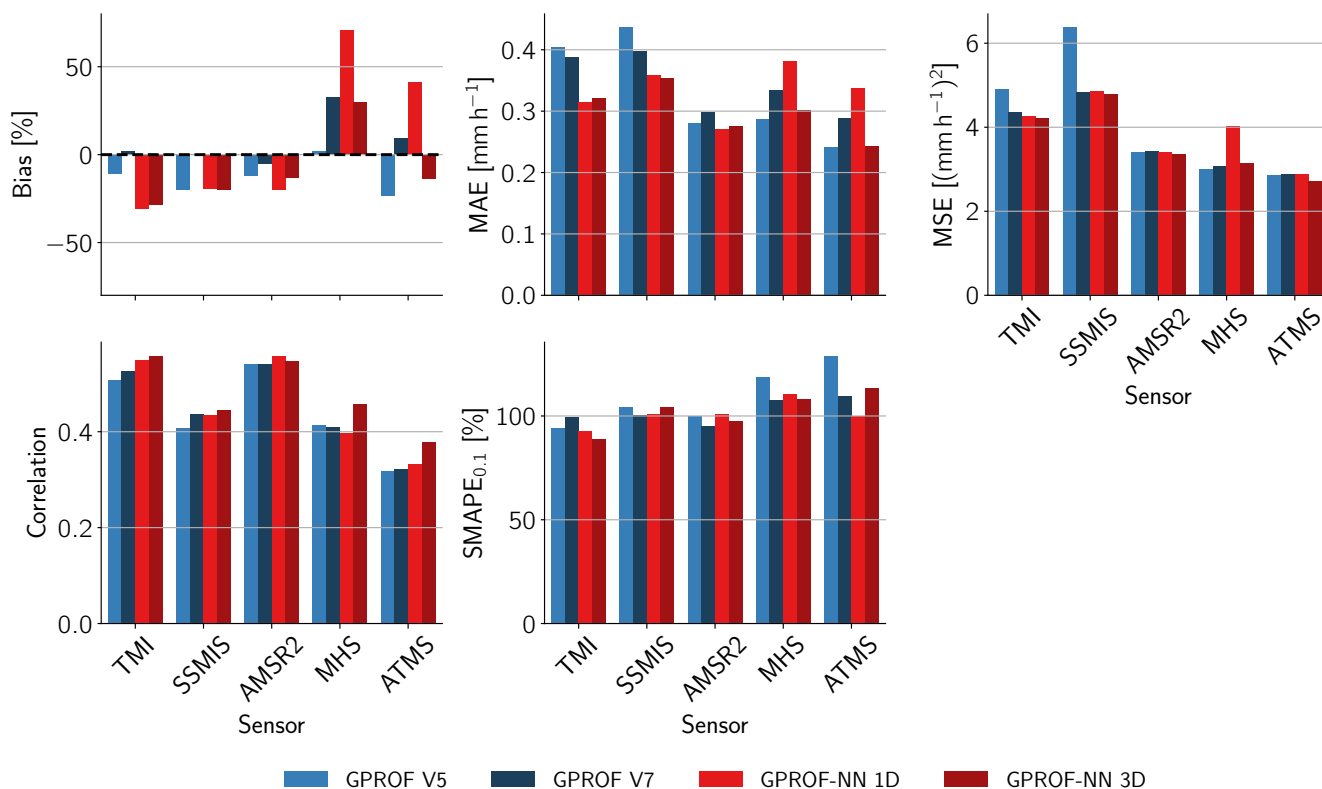 50
0
−50
Bias [%]
0.4
0.3
0.2
0.1
0.0
MAE [mm h⁻¹]
6
4
2
0
MSE [(mm h⁻¹)²]
TMI
SSMIS
AMSR2
MHS
ATMS
Sensor
0.4
0.2
0.0
Correlation
TMI
SSMIS
AMSR2
MHS
ATMS
Sensor
100
50
0
SMAPE₀.₁ [%]
TMI
SSMIS
AMSR2
MHS
ATMS
Sensor
GPROF V5
GPROF V7
GPROF-NN 1D
GPROF-NN 3D